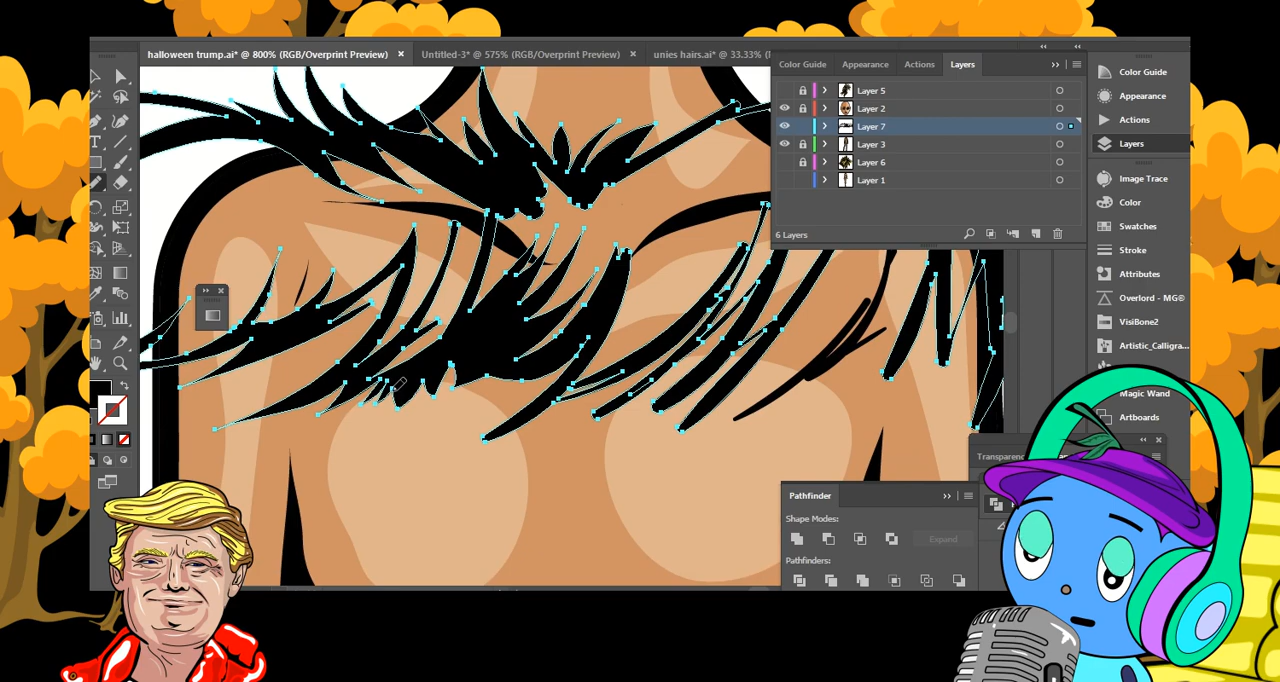 halloween trump.ai* @ 800% (RGB/Overprint Preview)
Untitled-3* @ 575% (RGB/Overprint Preview)
unies hairs.ai* @ 33.33%
Color Guide
Appearance
Actions
Layers
Layer 5
Layer 2
Layer 7
Layer 3
Layer 6
Layer 1
6 Layers
Color Guide
Appearance
Actions
Layers
Image Trace
Color
Swatches
Stroke
Attributes
Overlord - MG©
VisiBone2
Artistic_Calligra...
Magic Wand
Artboards
Pathfinder
Shape Modes:
Expand
Pathfinders: